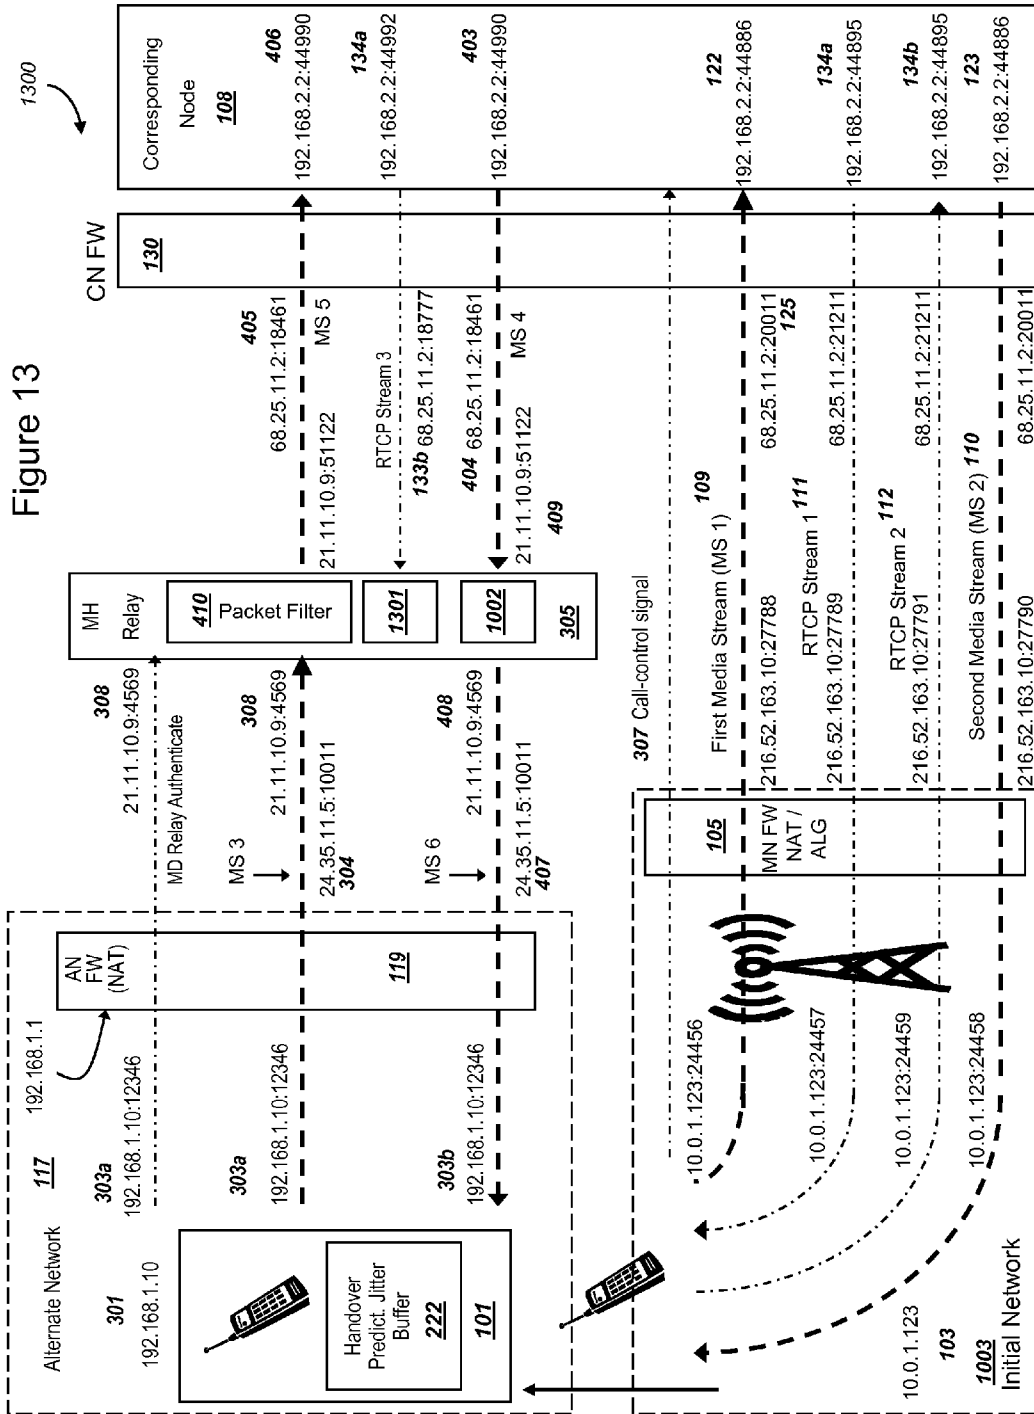 Figure 13
1300
Alternate Network
117
192.168.1.1
301
192.168.1.10
303a
192.168.1.10:12346
303a
192.168.1.10:12346
303b
192.168.1.10:12346
Handover
Predict. Jitter
Buffer
222
101
AN
FW
(NAT)
119
308
21.11.10.9:4569
MD Relay Authenticate
MS 3
308
21.11.10.9:4569
24.35.11.5:10011
304
MS 6
408
21.11.10.9:4569
24.35.11.5:10011
407
MH
Relay
410 Packet Filter
1301
1002
305
405
68.25.11.2:18461
MS 5
21.11.10.9:51122
RTCP Stream 3
133b 68.25.11.2:18777
404 68.25.11.2:18461
MS 4
21.11.10.9:51122
409
CN FW
130
Corresponding
Node
108
406
192.168.2.2:44990
134a
192.168.2.2:44992
403
192.168.2.2:44990
122
192.168.2.2:44886
134a
192.168.2.2:44895
134b
192.168.2.2:44895
123
192.168.2.2:44886
307 Call-control signal
109
First Media Stream (MS 1)
216.52.163.10:27788
68.25.11.2:20011
125
RTCP Stream 1 111
216.52.163.10:27789
68.25.11.2:21211
112
RTCP Stream 2
216.52.163.10:27791
68.25.11.2:21211
Second Media Stream (MS 2) 110
216.52.163.10:27790
68.25.11.2:20011
105
MN FW
NAT /
ALG
10.0.1.123:24456
10.0.1.123:24457
10.0.1.123:24459
10.0.1.123:24458
10.0.1.123
103
1003
Initial Network